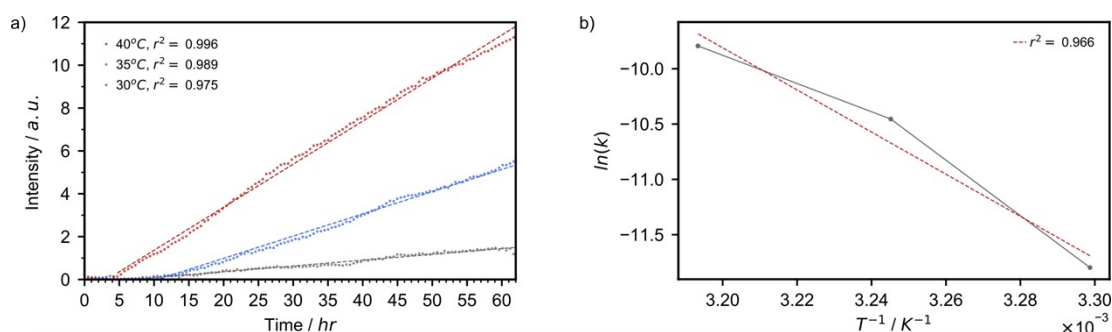 a)
12
10
8
6
4
2
0
Intensity / a. u.
40°C, r² = 0.996
35°C, r² = 0.989
30°C, r² = 0.975
0 5 10 15 20 25 30 35 40 45 50 55 60
Time / hr
b)
−10.0
−10.5
−11.0
−11.5
ln(k)
r² = 0.966
3.20 3.22 3.24 3.26 3.28 3.30
×10⁻³
T⁻¹ / K⁻¹